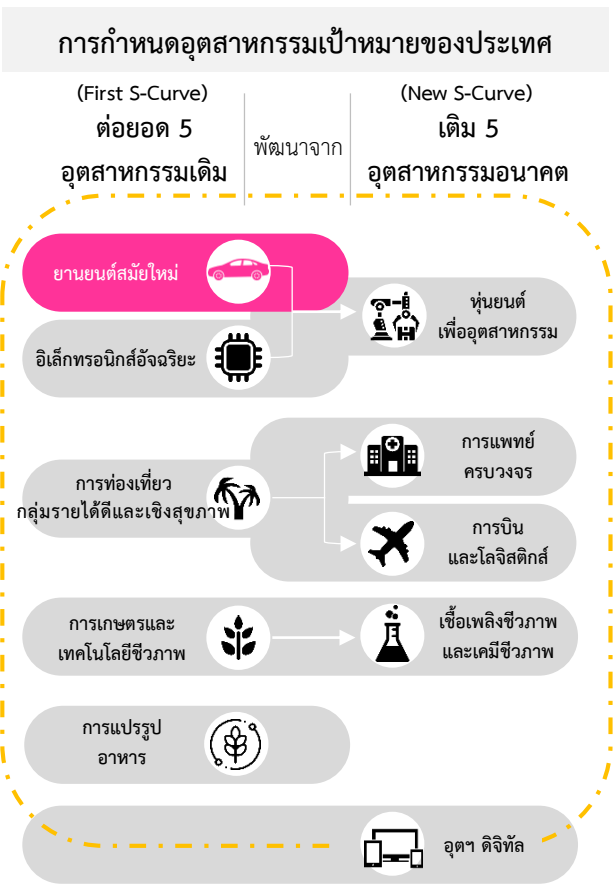 การกำหนดอุตสาหกรรมเป้าหมายของประเทศ
(First S-Curve)
ต่อยอด 5
อุตสาหกรรมเดิม
พัฒนาจาก
(New S-Curve)
เติม 5
อุตสาหกรรมอนาคต
ยานยนต์สมัยใหม่
หุ่นยนต์
เพื่ออุตสาหกรรม
อิเล็กทรอนิกส์อัจฉริยะ
การแพทย์
ครบวงจร
การท่องเที่ยว
กลุ่มรายได้ดีและเชิงสุขภาพ
การบิน
และโลจิสติกส์
การเกษตรและ
เทคโนโลยีชีวภาพ
เชื้อเพลิงชีวภาพ
และเคมีชีวภาพ
การแปรรูป
อาหาร
อุตฯ ดิจิทัล